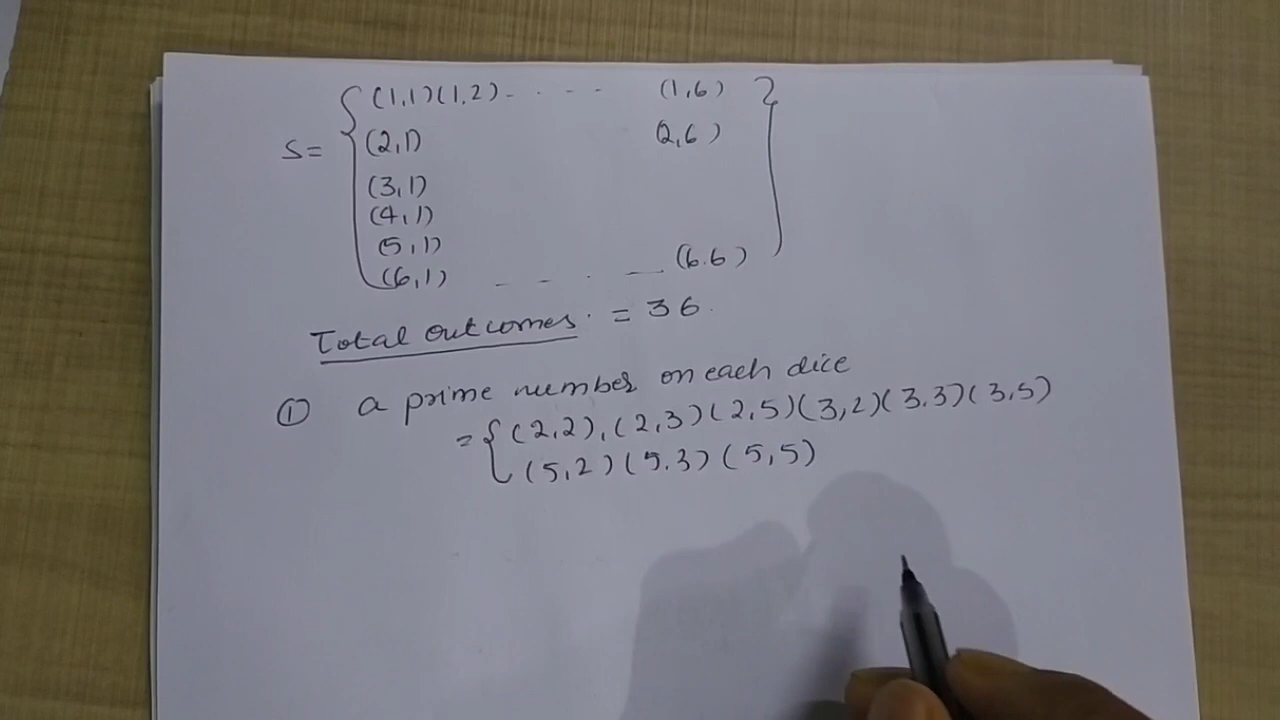 S= { (1,1)(1,2)- . - - (1,6) }
(2,1) (2,6)
(3,1)
(4,1)
(5,1)
(6,1) - - . - (6.6)
Total outcomes. = 36.
① a prime number on each dice
= { (2,2), (2,3)(2,5)(3,2)(3.3)(3,5)
(5,2)(5.3)(5,5)